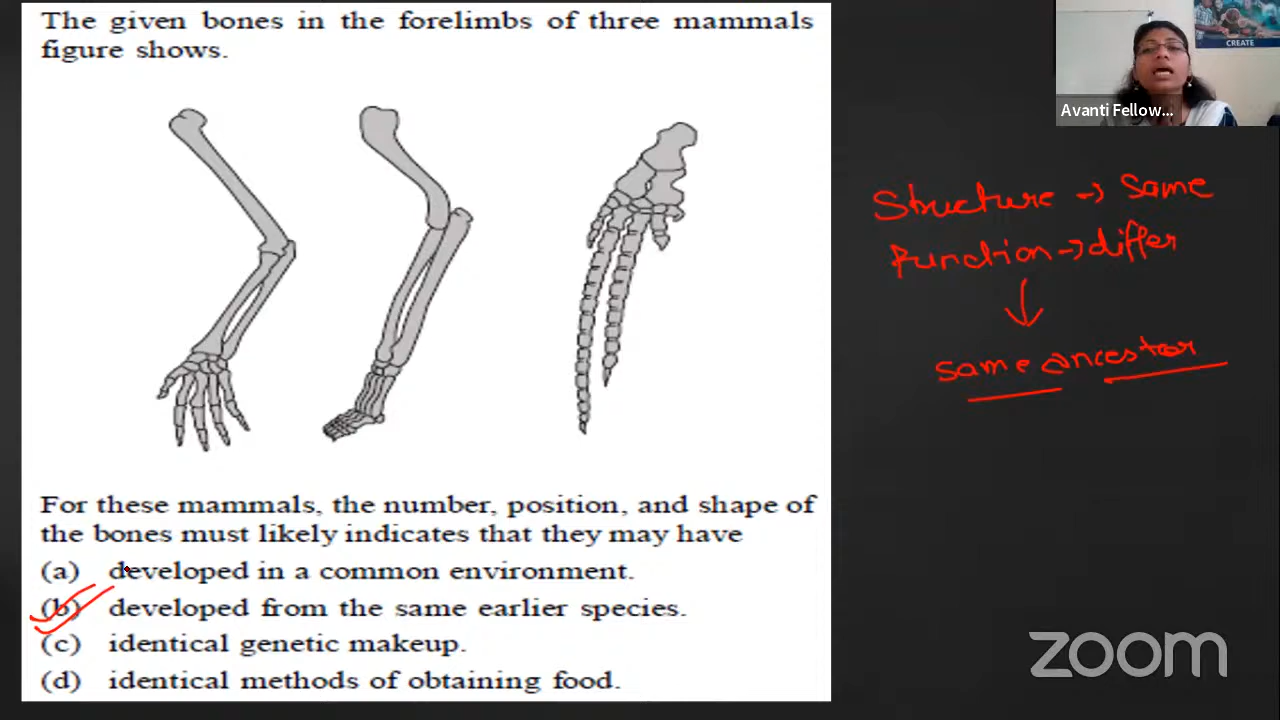 The given bones in the forelimbs of three mammals
figure shows.
For these mammals, the number, position, and shape of
the bones must likely indicates that they may have
(a) developed in a common environment.
(b) developed from the same earlier species.
(c) identical genetic makeup.
(d) identical methods of obtaining food.
Structure → Same
Function → differ
↓
same ancestor
CREATE
Avanti Fellow...
zoom